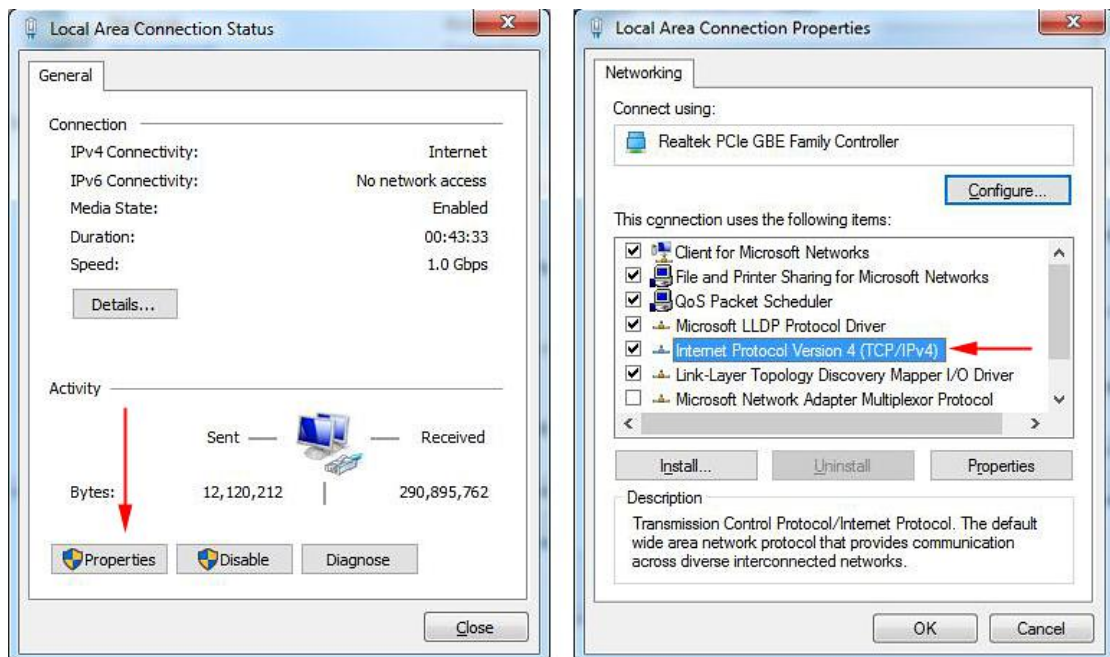 Local Area Connection Status
General
Connection
IPv4 Connectivity: Internet
IPv6 Connectivity: No network access
Media State: Enabled
Duration: 00:43:33
Speed: 1.0 Gbps
Details...
Activity
Sent — Received
Bytes: 12,120,212 290,895,762
Properties Disable Diagnose
Close
Local Area Connection Properties
Networking
Connect using:
Realtek PCIe GBE Family Controller
Configure...
This connection uses the following items:
Client for Microsoft Networks
File and Printer Sharing for Microsoft Networks
QoS Packet Scheduler
Microsoft LLDP Protocol Driver
Internet Protocol Version 4 (TCP/IPv4)
Link-Layer Topology Discovery Mapper I/O Driver
Microsoft Network Adapter Multiplexor Protocol
Install... Uninstall Properties
Description
Transmission Control Protocol/Internet Protocol. The default
wide area network protocol that provides communication
across diverse interconnected networks.
OK Cancel